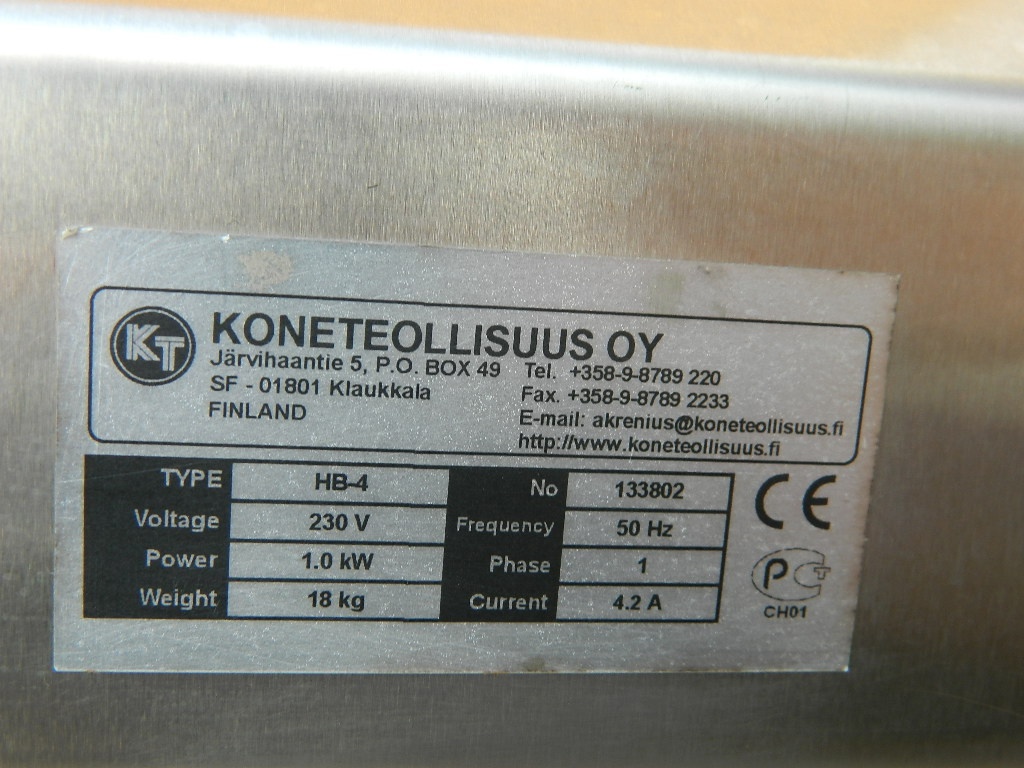 KT KONETEOLLISUUS OY
Järvihaantie 5, P.O. BOX 49 Tel. +358-9-8789 220
SF - 01801 Klaukkala Fax. +358-9-8789 2233
FINLAND E-mail: akrenius@koneteollisuus.fi
http://www.koneteollisuus.fi
TYPE HB-4 No 133802
Voltage 230 V Frequency 50 Hz
Power 1.0 kW Phase 1
Weight 18 kg Current 4.2 A
CE
PCT
CH01